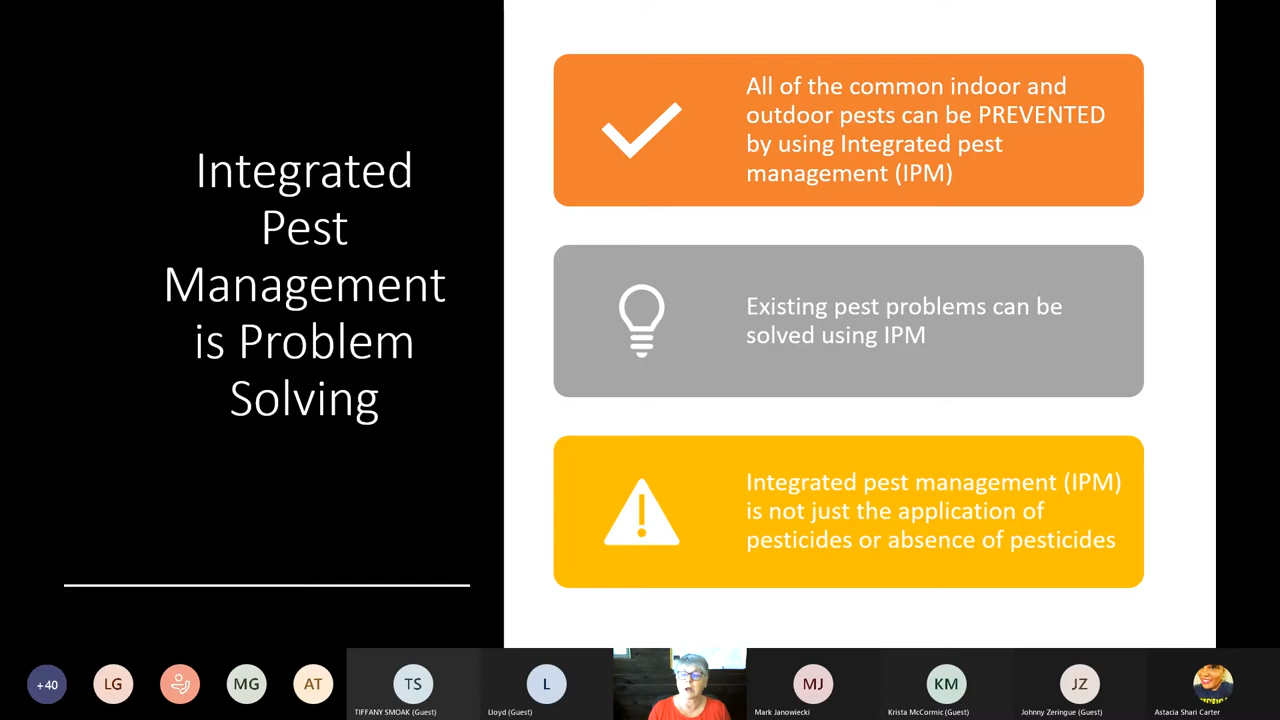 Integrated
Pest
Management
is Problem
Solving
All of the common indoor and
outdoor pests can be PREVENTED
by using Integrated pest
management (IPM)
Existing pest problems can be
solved using IPM
Integrated pest management (IPM)
is not just the application of
pesticides or absence of pesticides
+40
LG
MG
AT
TS
TIFFANY SMOAK (Guest)
L
Lloyd (Guest)
MJ
Mark Janowiecki
KM
Krista McCormic (Guest)
JZ
Johnny Zeringue (Guest)
Astacia Shari Carter